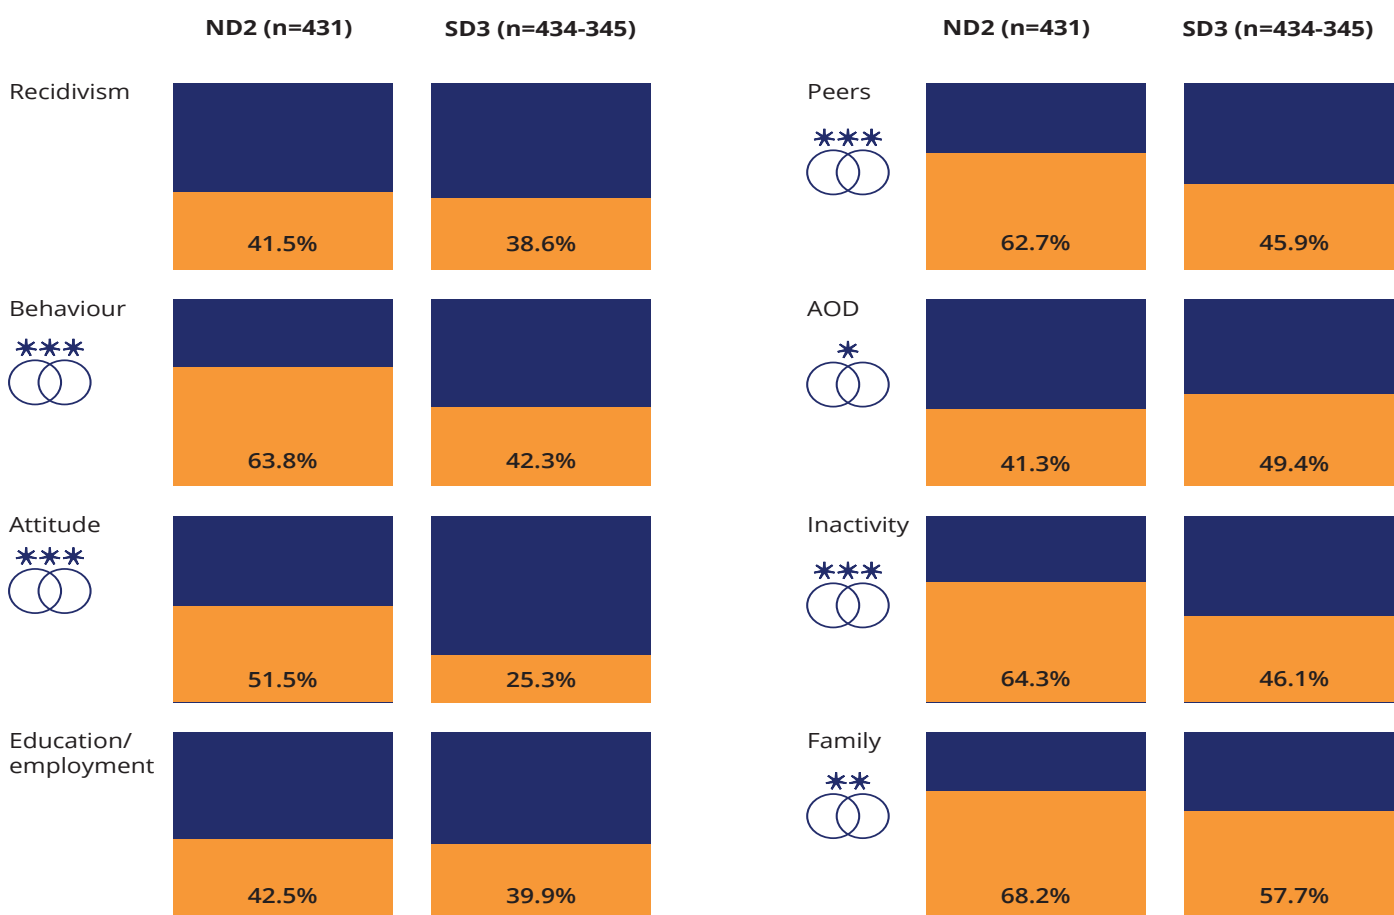 ND2 (n=431) SD3 (n=434-345)
Recidivism
41.5% 38.6%
Behaviour
63.8% 42.3%
Attitude
51.5% 25.3%
Education/
employment
42.5% 39.9%
ND2 (n=431) SD3 (n=434-345)
Peers
62.7% 45.9%
AOD
41.3% 49.4%
Inactivity
64.3% 46.1%
Family
68.2% 57.7%